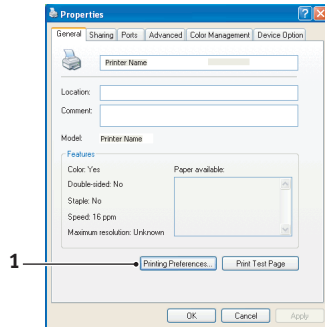 Properties
General Sharing Ports Advanced Color Management Device Option
Printer Name
Location:
Comment:
Model: Printer Name
Features
Color: Yes Paper available:
Double-sided: No
Staple: No
Speed: 16 ppm
Maximum resolution: Unknown
1 Printing Preferences... Print Test Page
OK Cancel Apply